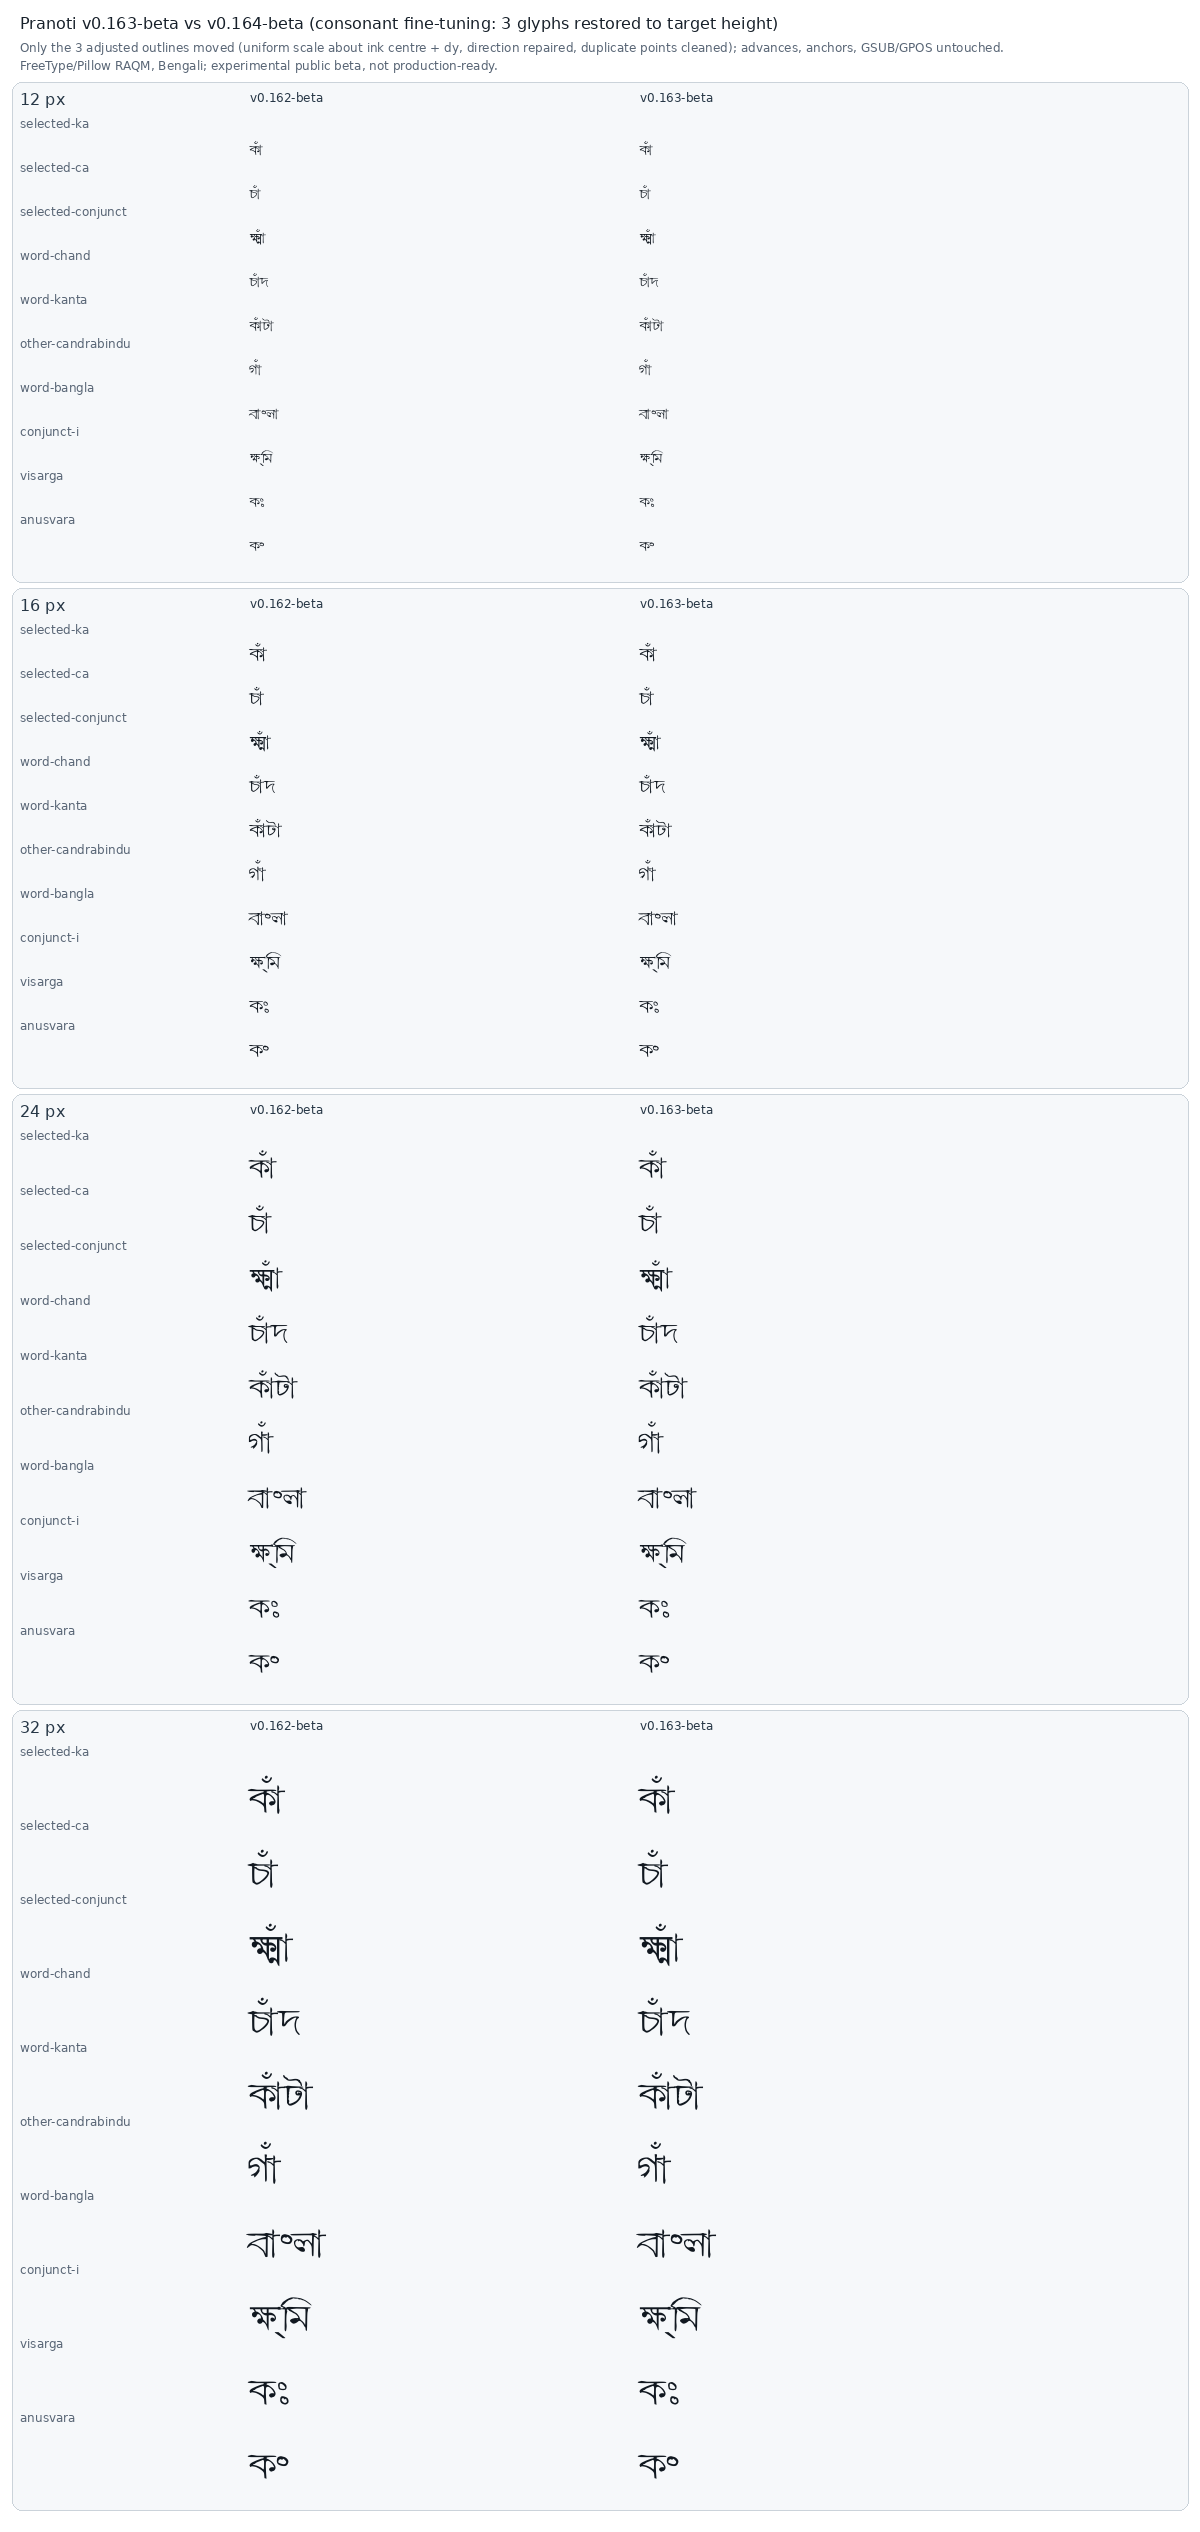 Pranoti v0.163-beta vs v0.164-beta (consonant fine-tuning: 3 glyphs restored to target height)
Only the 3 adjusted outlines moved (uniform scale about ink centre + dy, direction repaired, duplicate points cleaned); advances, anchors, GSUB/GPOS untouched.
FreeType/Pillow RAQM, Bengali; experimental public beta, not production-ready.
12 px v0.162-beta v0.163-beta
selected-ka
কাঁ কাঁ
selected-ca
চাঁ চাঁ
selected-conjunct
ক্ষ্মাঁ ক্ষ্মাঁ
word-chand
চাঁদ চাঁদ
word-kanta
কাঁটা কাঁটা
other-candrabindu
গাঁ গাঁ
word-bangla
বাংলা বাংলা
conjunct-i
ক্ষ্মি ক্ষ্মি
visarga
কঃ কঃ
anusvara
কং কং
16 px v0.162-beta v0.163-beta
selected-ka
কাঁ কাঁ
selected-ca
চাঁ চাঁ
selected-conjunct
ক্ষ্মাঁ ক্ষ্মাঁ
word-chand
চাঁদ চাঁদ
word-kanta
কাঁটা কাঁটা
other-candrabindu
গাঁ গাঁ
word-bangla
বাংলা বাংলা
conjunct-i
ক্ষ্মি ক্ষ্মি
visarga
কঃ কঃ
anusvara
কং কং
24 px v0.162-beta v0.163-beta
selected-ka
কাঁ কাঁ
selected-ca
চাঁ চাঁ
selected-conjunct
ক্ষ্মাঁ ক্ষ্মাঁ
word-chand
চাঁদ চাঁদ
word-kanta
কাঁটা কাঁটা
other-candrabindu
গাঁ গাঁ
word-bangla
বাংলা বাংলা
conjunct-i
ক্ষ্মি ক্ষ্মি
visarga
কঃ কঃ
anusvara
কং কং
32 px v0.162-beta v0.163-beta
selected-ka
কাঁ কাঁ
selected-ca
চাঁ চাঁ
selected-conjunct
ক্ষ্মাঁ ক্ষ্মাঁ
word-chand
চাঁদ চাঁদ
word-kanta
কাঁটা কাঁটা
other-candrabindu
গাঁ গাঁ
word-bangla
বাংলা বাংলা
conjunct-i
ক্ষ্মি ক্ষ্মি
visarga
কঃ কঃ
anusvara
কং কং